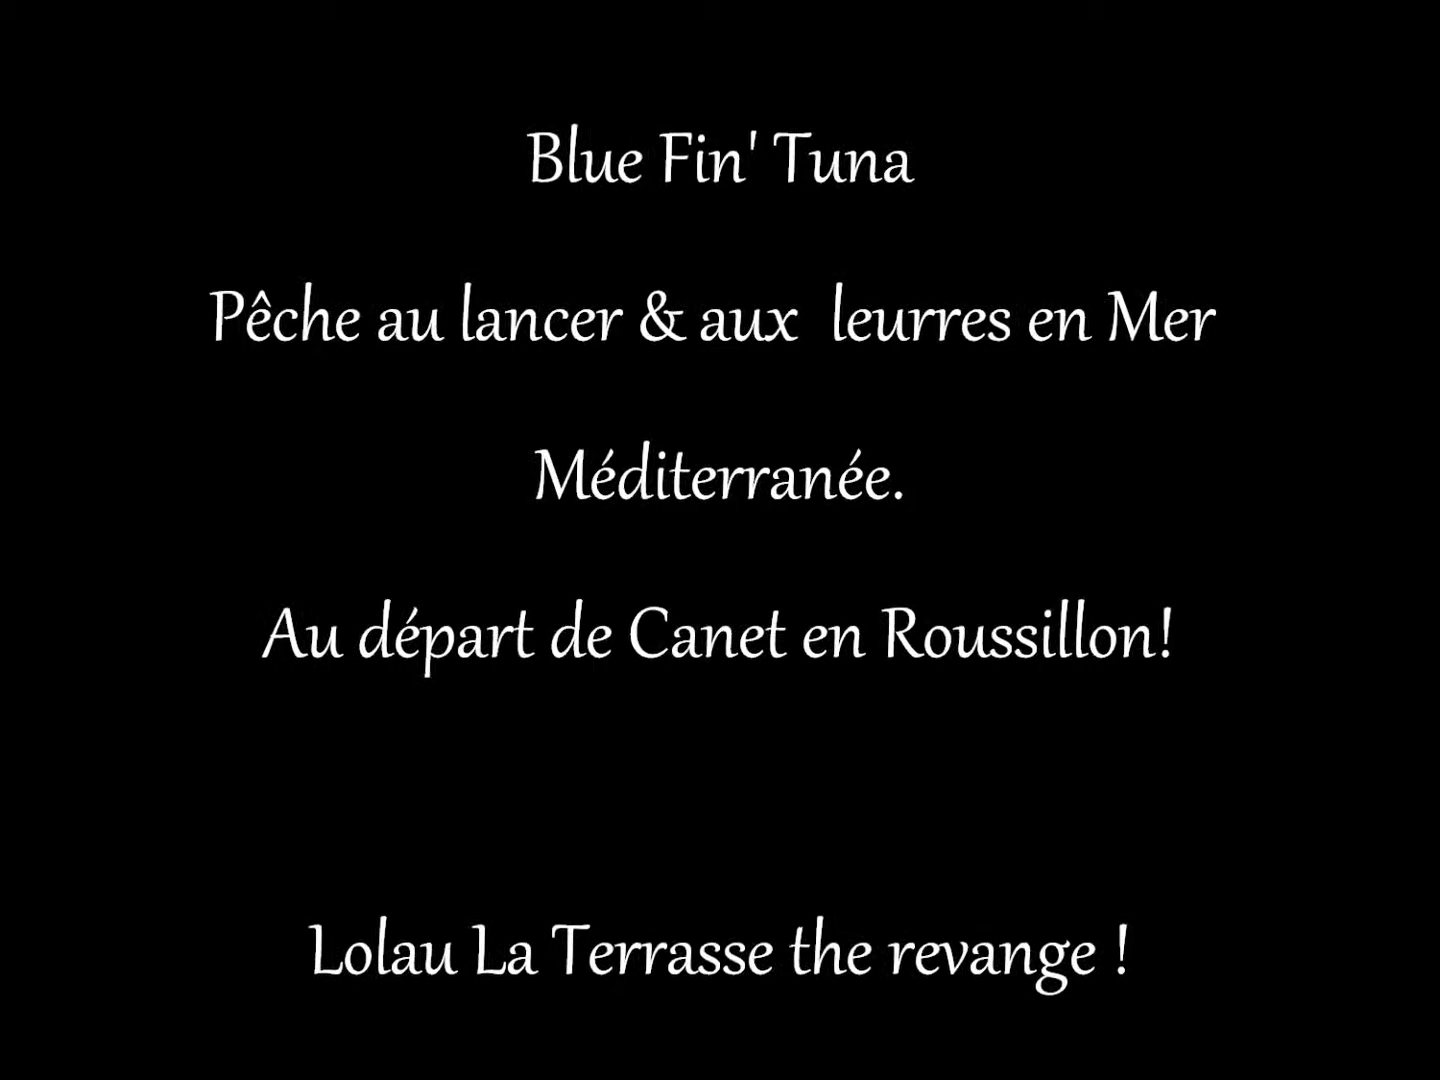 Blue Fin' Tuna
Pêche au lancer & aux  leurres en Mer
Méditerranée.
Au départ de Canet en Roussillon!
Lolau La Terrasse the revange !